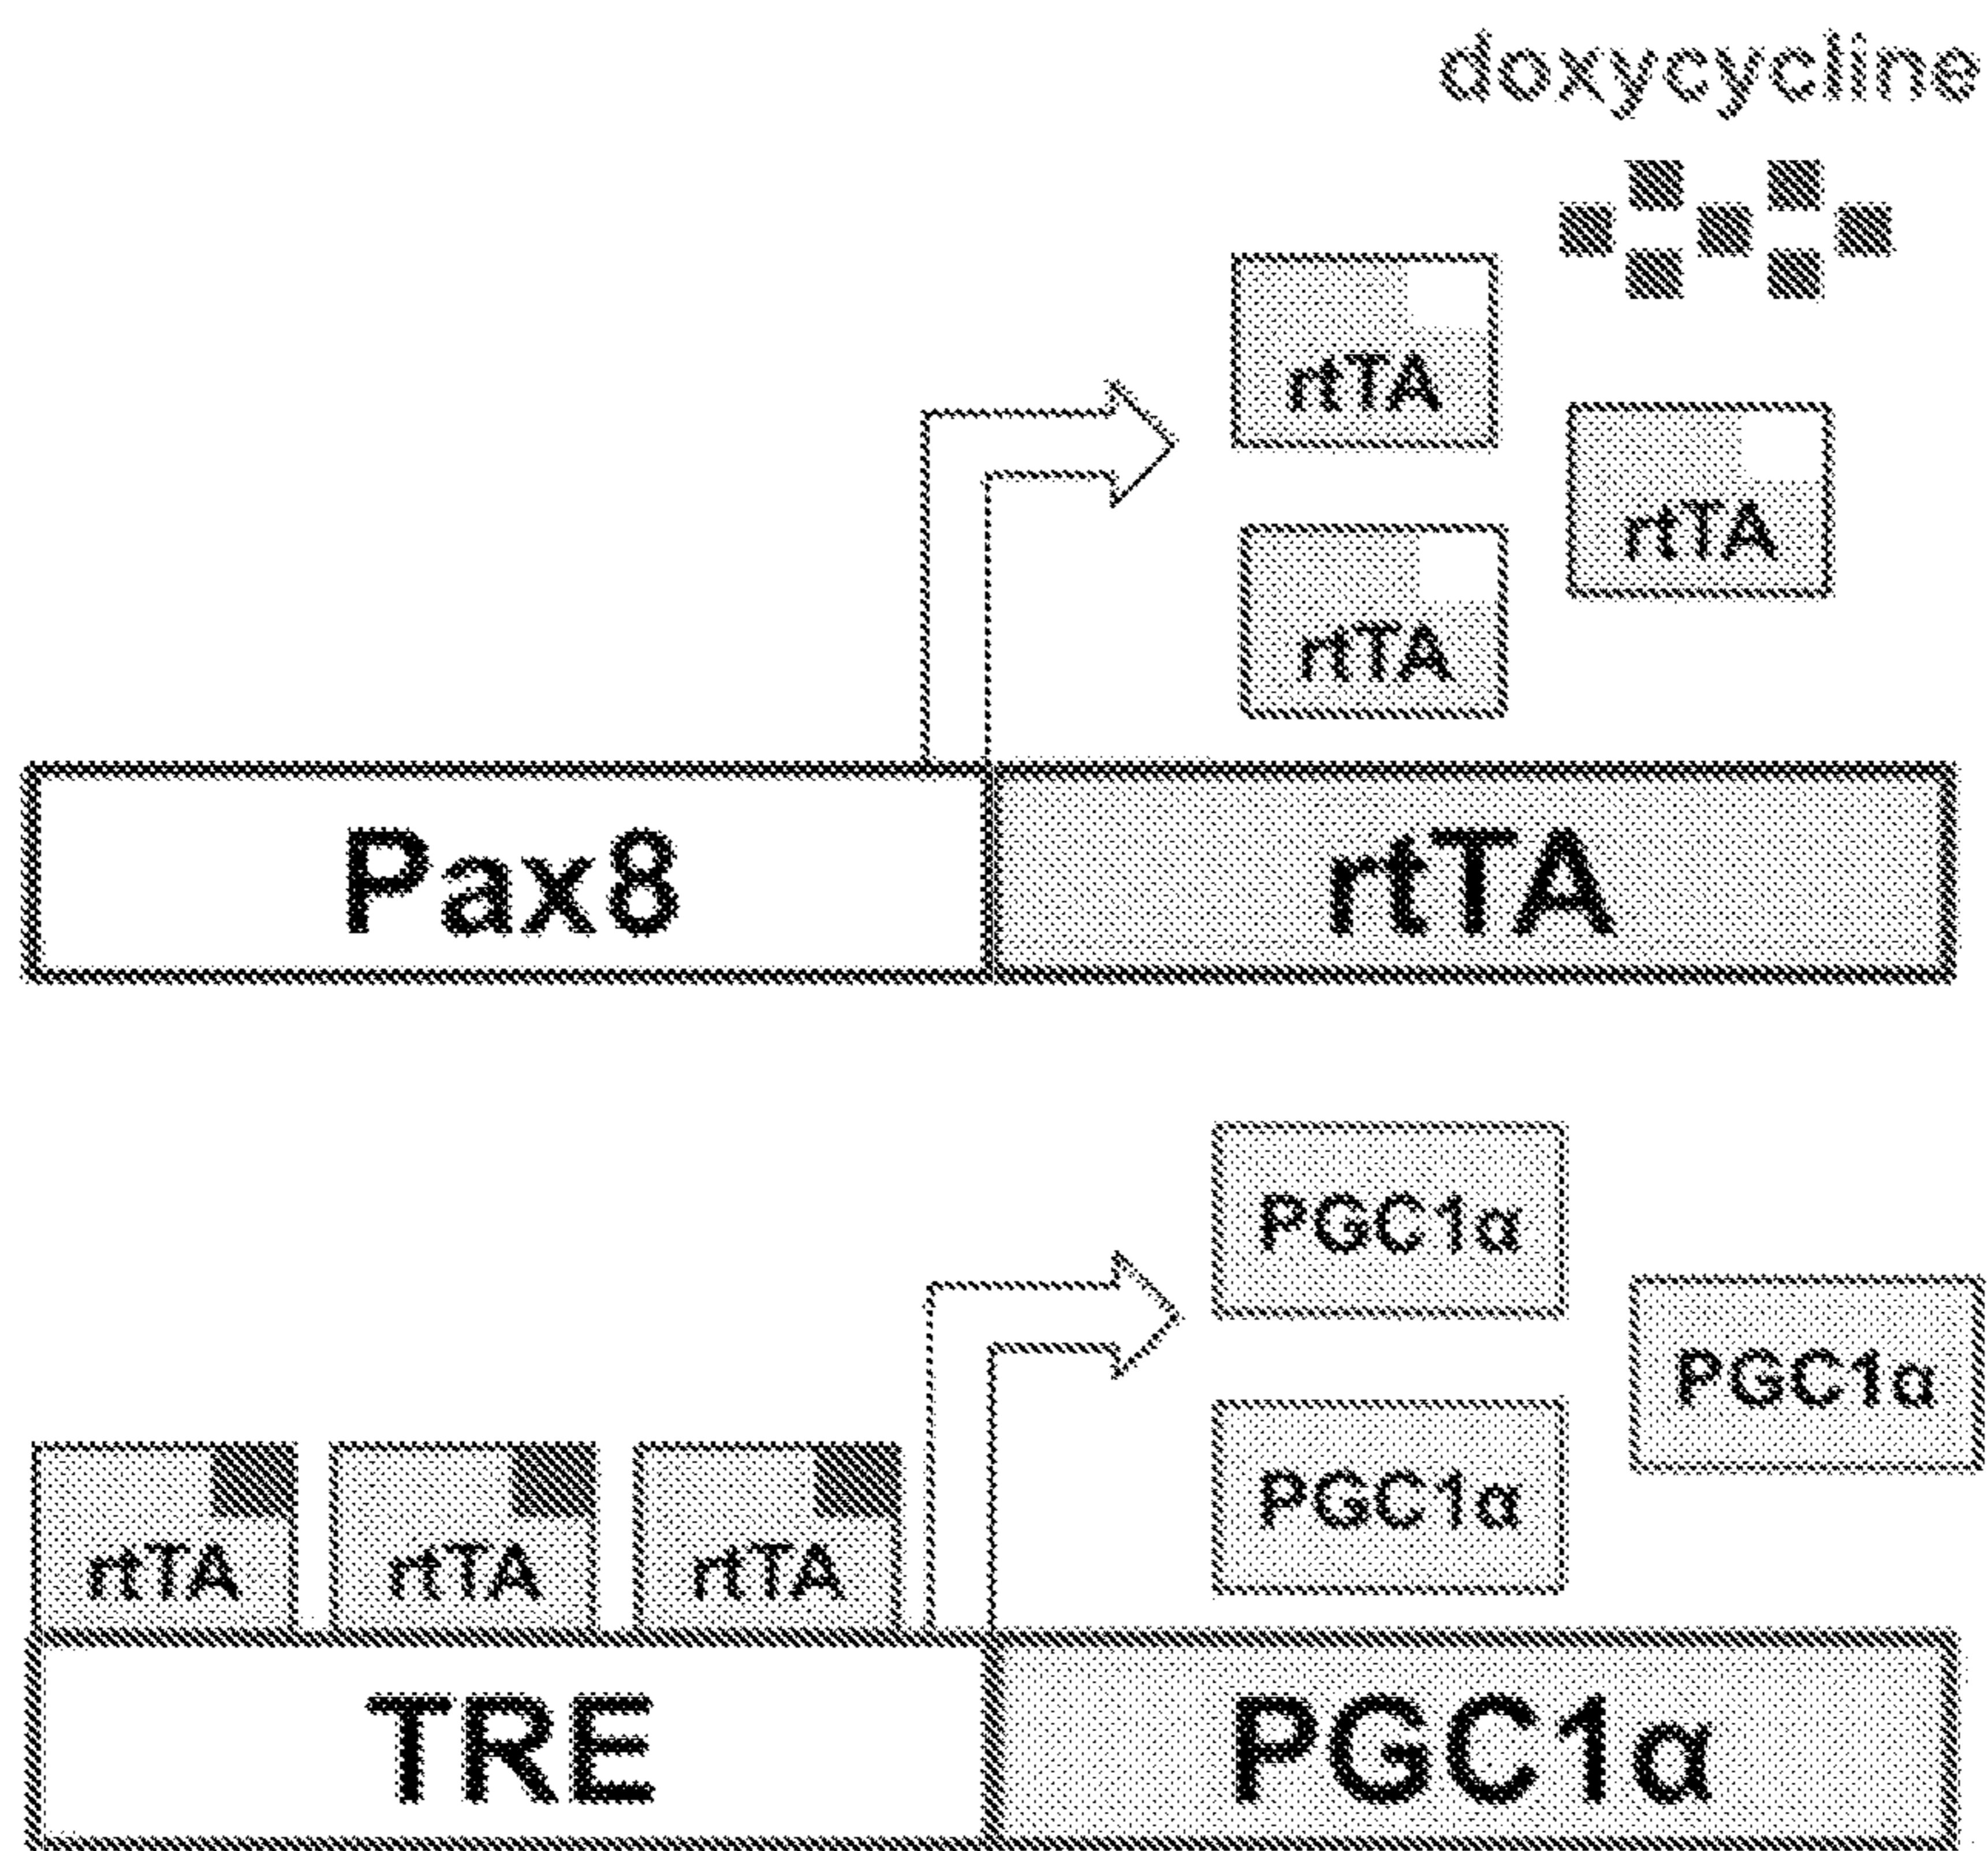 doxycycline
rtTA
rtTA
rtTA
Pax8 rtTA
PGC1α
PGC1α
PGC1α
rtTA rtTA rtTA
TRE PGC1α